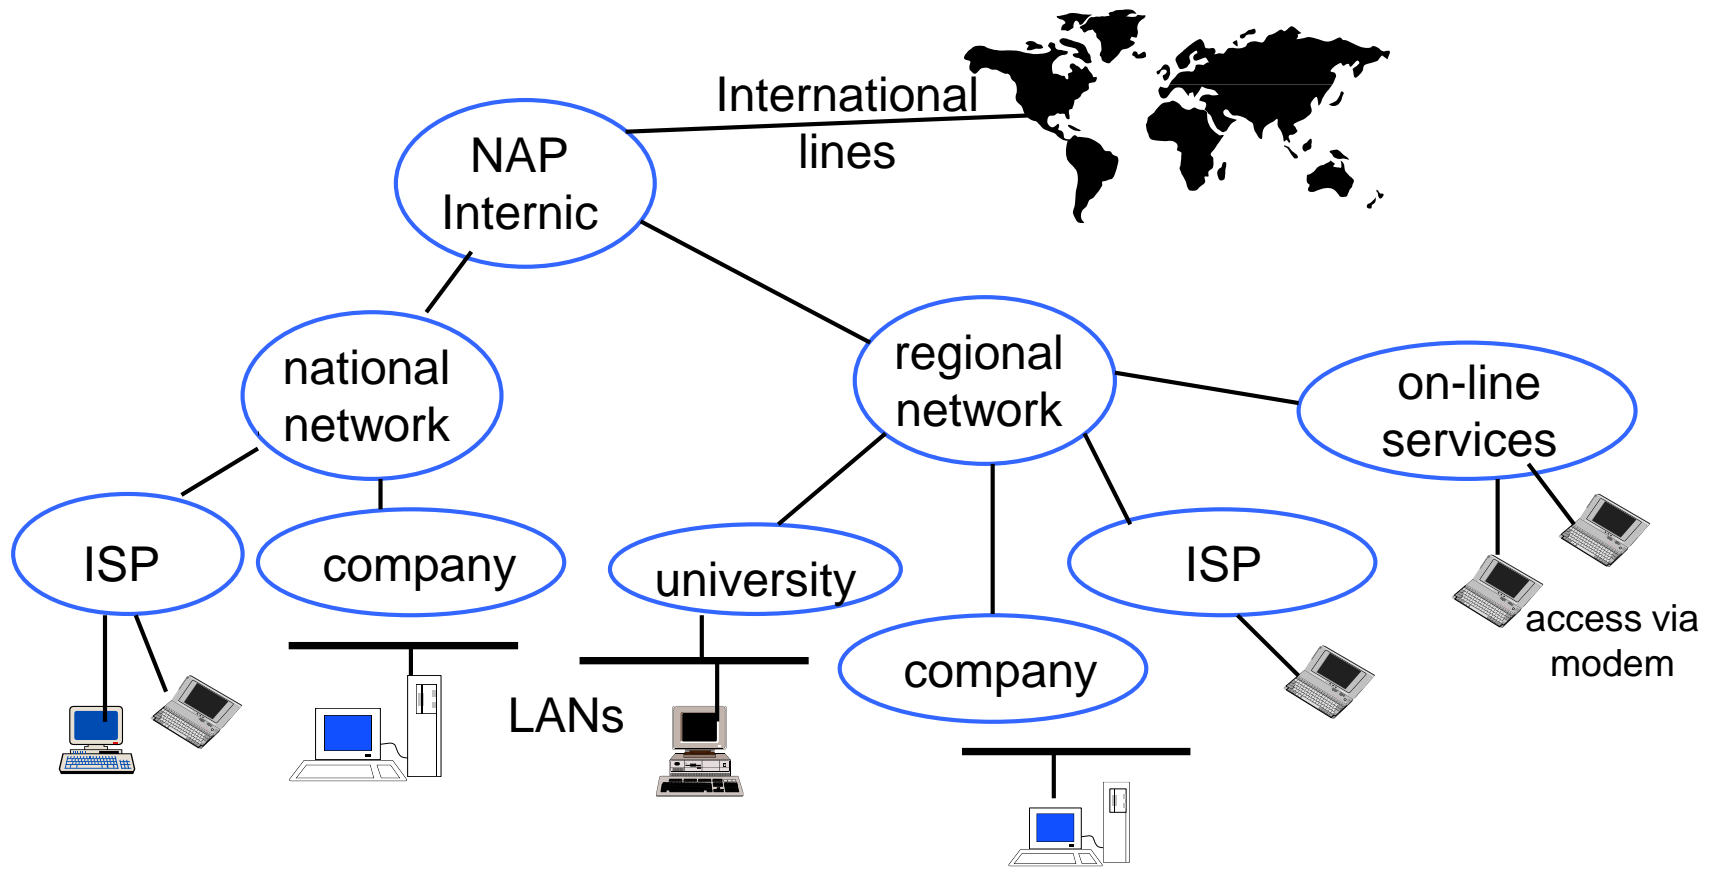 International
lines
NAP
Internic
national
network
regional
network
on-line
services
ISP
company
university
ISP
company
LANs
access via
modem